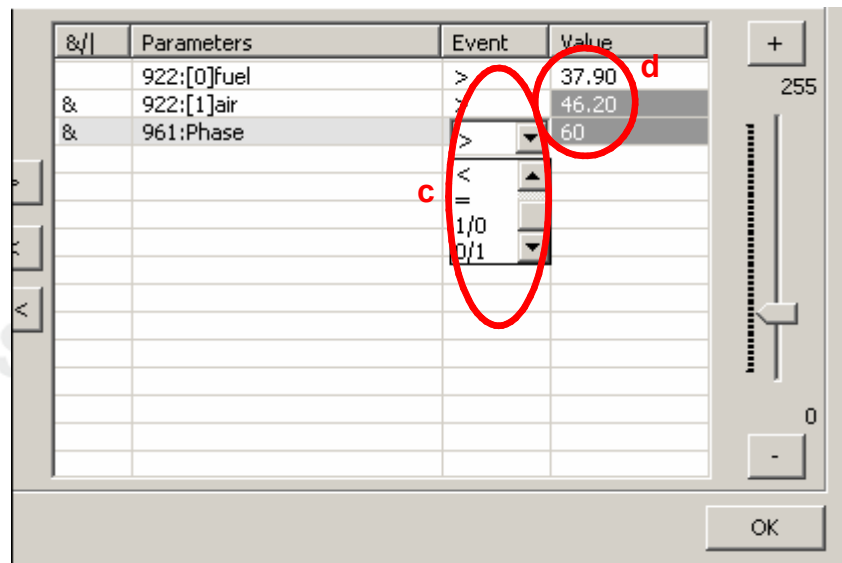 &/| Parameters Event Value +
922:[0]fuel > 37.90 d
255
& 922:[1]air > 46.20
& 961:Phase > 60
<
c =
1/0
0/1
<
0
-
OK